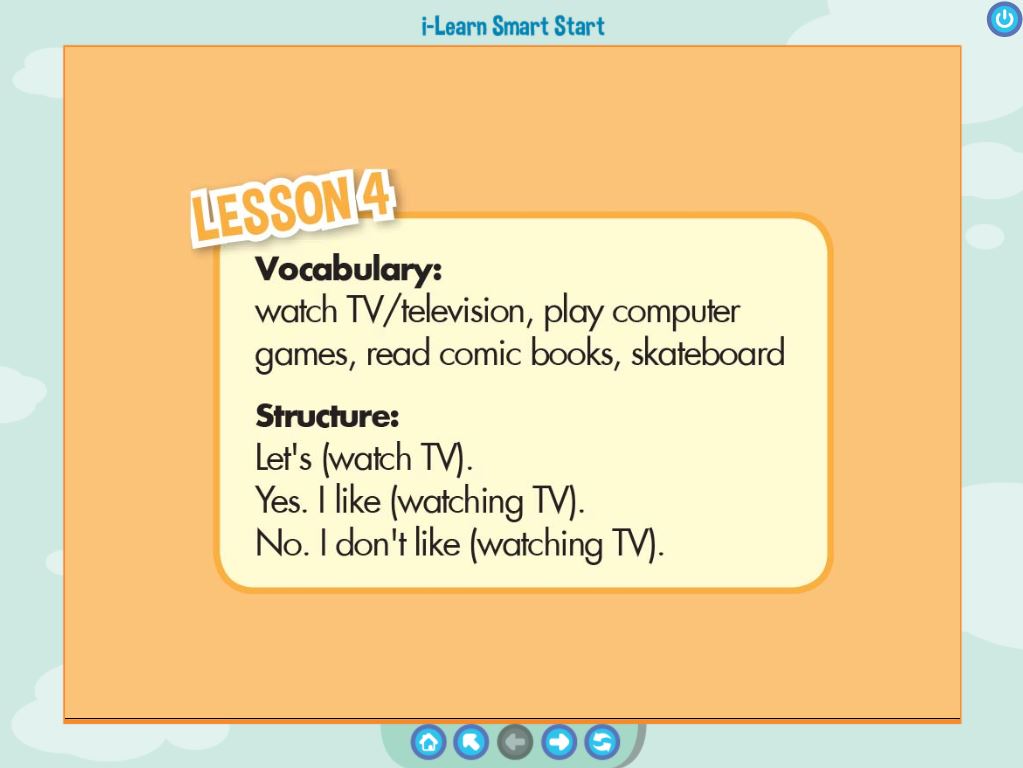 i-Learn Smart Start
LESSON 4
Vocabulary:
watch TV/television, play computer
games, read comic books, skateboard
Structure:
Let's (watch TV).
Yes. I like (watching TV).
No. I don't like (watching TV).